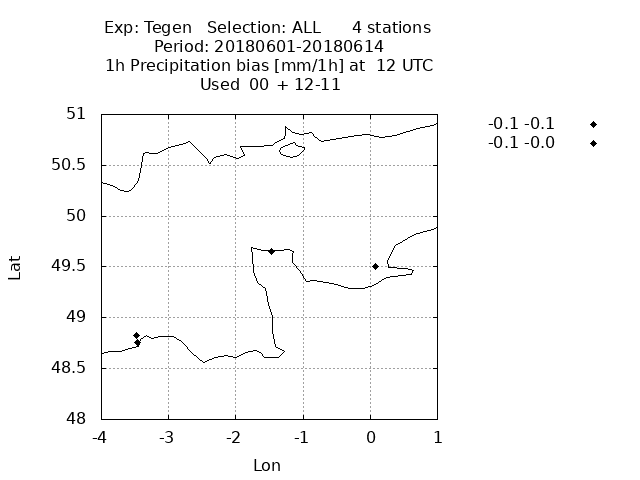 Exp: Tegen   Selection: ALL      4 stations
Period: 20180601-20180614
1h Precipitation bias [mm/1h] at  12 UTC
Used  00 + 12-11
-0.1 -0.1
-0.1 -0.0
51
50.5
50
49.5
49
48.5
48
Lat
-4 -3 -2 -1 0 1
Lon